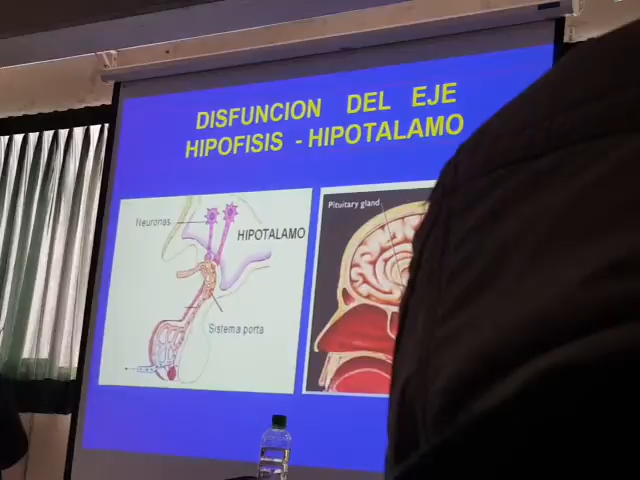 DISFUNCION DEL EJE
HIPOFISIS - HIPOTALAMO
Neuronas
HIPOTALAMO
Sistema porta
Pituitary gland